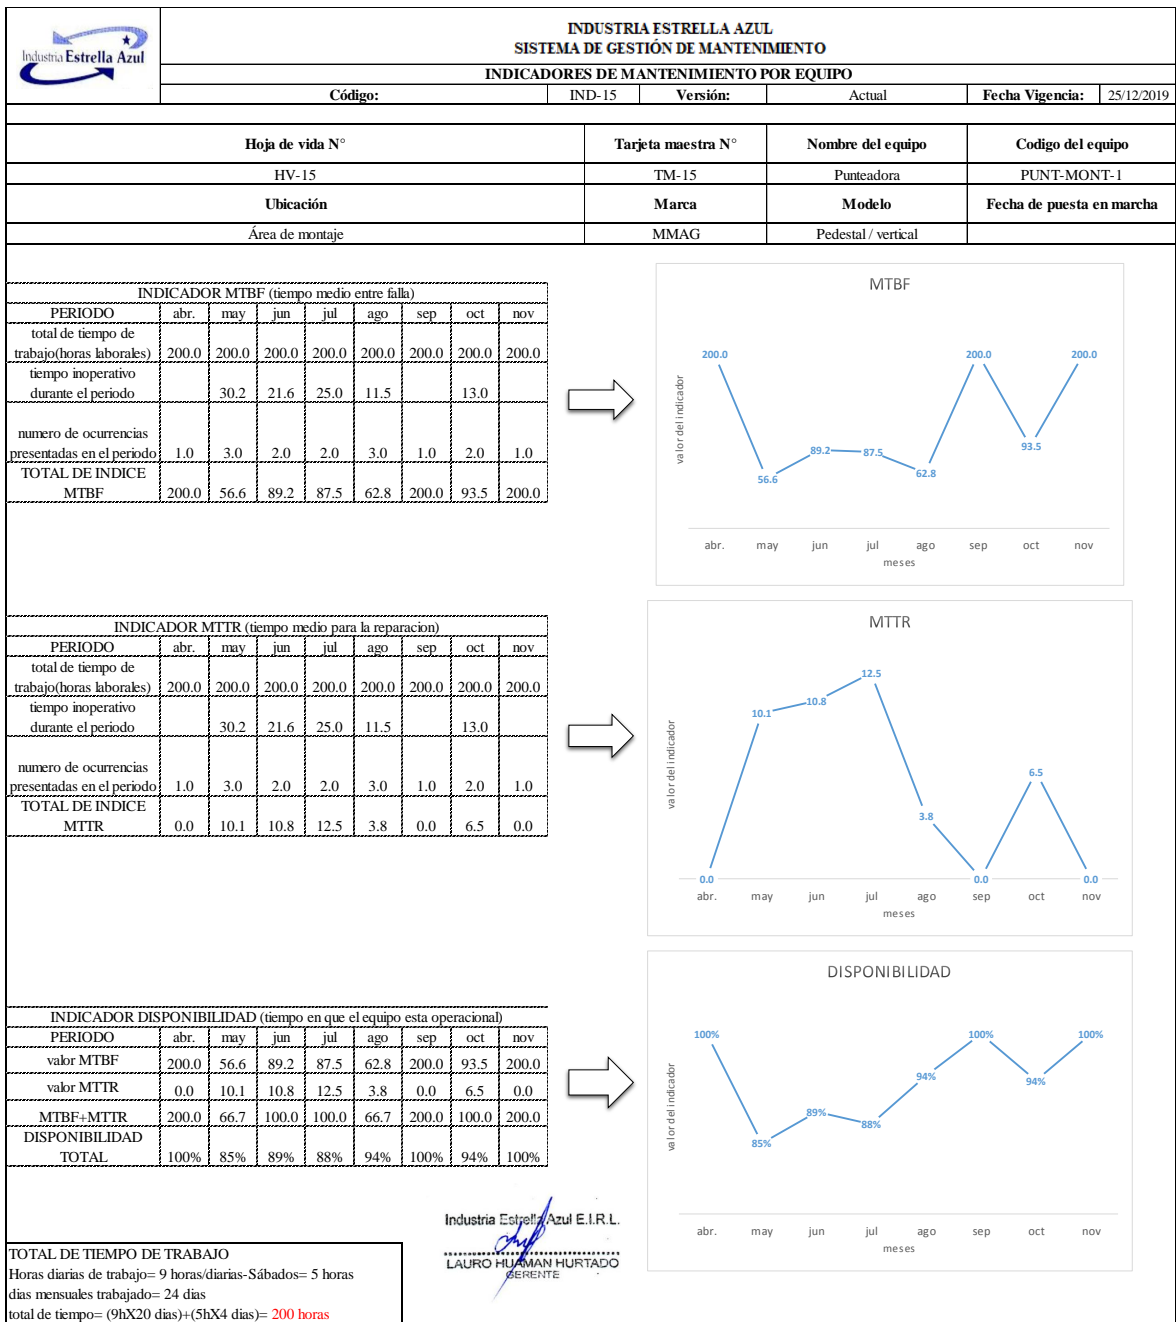 Industria Estrella Azul
INDUSTRIA ESTRELLA AZUL
SISTEMA DE GESTIÓN DE MANTENIMIENTO
INDICADORES DE MANTENIMIENTO POR EQUIPO
Código: IND-15 Versión: Actual Fecha Vigencia: 25/12/2019
Hoja de vida N° Tarjeta maestra N° Nombre del equipo Codigo del equipo
HV-15 TM-15 Punteadora PUNT-MONT-1
Ubicación Marca Modelo Fecha de puesta en marcha
Área de montaje MMAG Pedestal / vertical
INDICADOR MTBF (tiempo medio entre falla)
PERIODO abr. may jun jul ago sep oct nov
total de tiempo de
trabajo(horas laborales) 200.0 200.0 200.0 200.0 200.0 200.0 200.0 200.0
tiempo inoperativo
durante el periodo 30.2 21.6 25.0 11.5 13.0
numero de ocurrencias
presentadas en el periodo 1.0 3.0 2.0 2.0 3.0 1.0 2.0 1.0
TOTAL DE INDICE
MTBF 200.0 56.6 89.2 87.5 62.8 200.0 93.5 200.0
MTBF
valor del indicador
200.0 56.6 89.2 87.5 62.8 200.0 93.5 200.0
abr. may jun jul ago sep oct nov
meses
INDICADOR MTTR (tiempo medio para la reparacion)
PERIODO abr. may jun jul ago sep oct nov
total de tiempo de
trabajo(horas laborales) 200.0 200.0 200.0 200.0 200.0 200.0 200.0 200.0
tiempo inoperativo
durante el periodo 30.2 21.6 25.0 11.5 13.0
numero de ocurrencias
presentadas en el periodo 1.0 3.0 2.0 2.0 3.0 1.0 2.0 1.0
TOTAL DE INDICE
MTTR 0.0 10.1 10.8 12.5 3.8 0.0 6.5 0.0
MTTR
valor del indicador
0.0 10.1 10.8 12.5 3.8 0.0 6.5 0.0
abr. may jun jul ago sep oct nov
meses
INDICADOR DISPONIBILIDAD (tiempo en que el equipo esta operacional)
PERIODO abr. may jun jul ago sep oct nov
valor MTBF 200.0 56.6 89.2 87.5 62.8 200.0 93.5 200.0
valor MTTR 0.0 10.1 10.8 12.5 3.8 0.0 6.5 0.0
MTBF+MTTR 200.0 66.7 100.0 100.0 66.7 200.0 100.0 200.0
DISPONIBILIDAD
TOTAL 100% 85% 89% 88% 94% 100% 94% 100%
DISPONIBILIDAD
valor del indicador
100% 85% 89% 88% 94% 100% 94% 100%
abr. may jun jul ago sep oct nov
meses
Industria Estrella Azul E.I.R.L.
LAURO HUAMAN HURTADO
GERENTE
TOTAL DE TIEMPO DE TRABAJO
Horas diarias de trabajo= 9 horas/diarias-Sábados= 5 horas
dias mensuales trabajado= 24 dias
total de tiempo= (9hX20 dias)+(5hX4 dias)= 200 horas